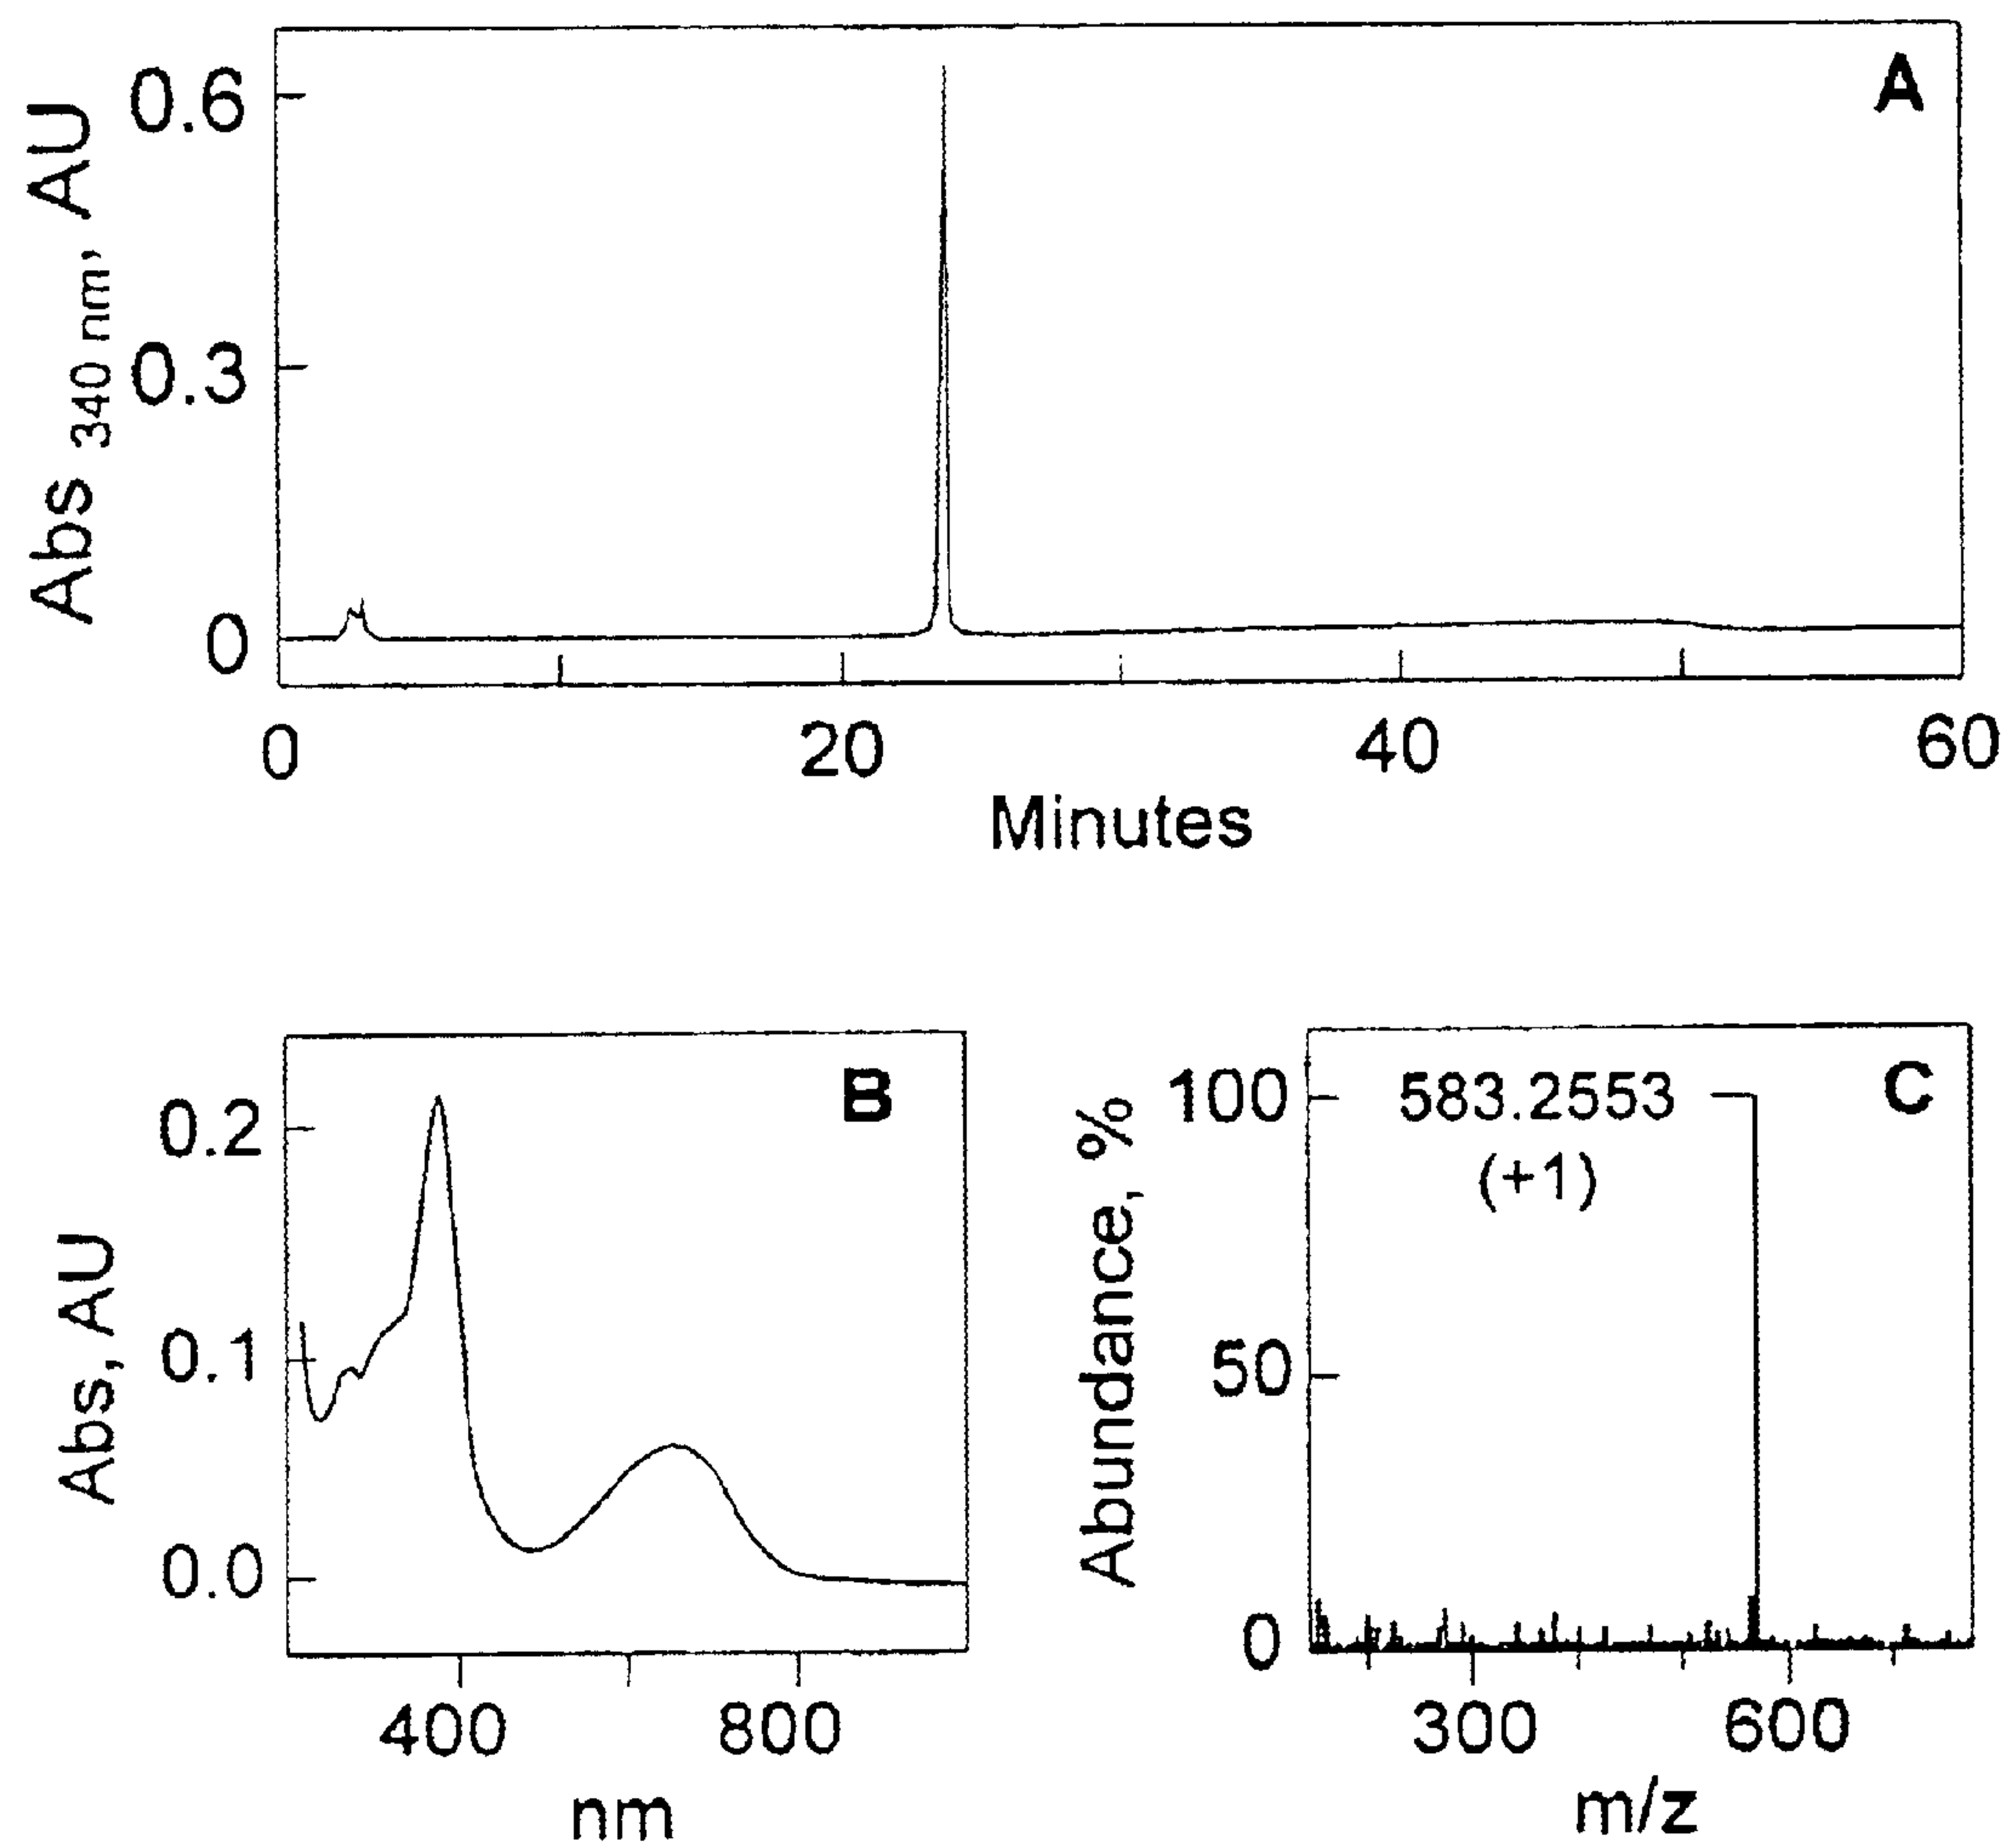 A
Abs 340 nm, AU
0.6
0.3
0
0 20 40 60
Minutes
B
Abs, AU
0.2
0.1
0.0
400 800
nm
C
Abundance, %
100
50
0
583.2553
(+1)
300 600
m/z